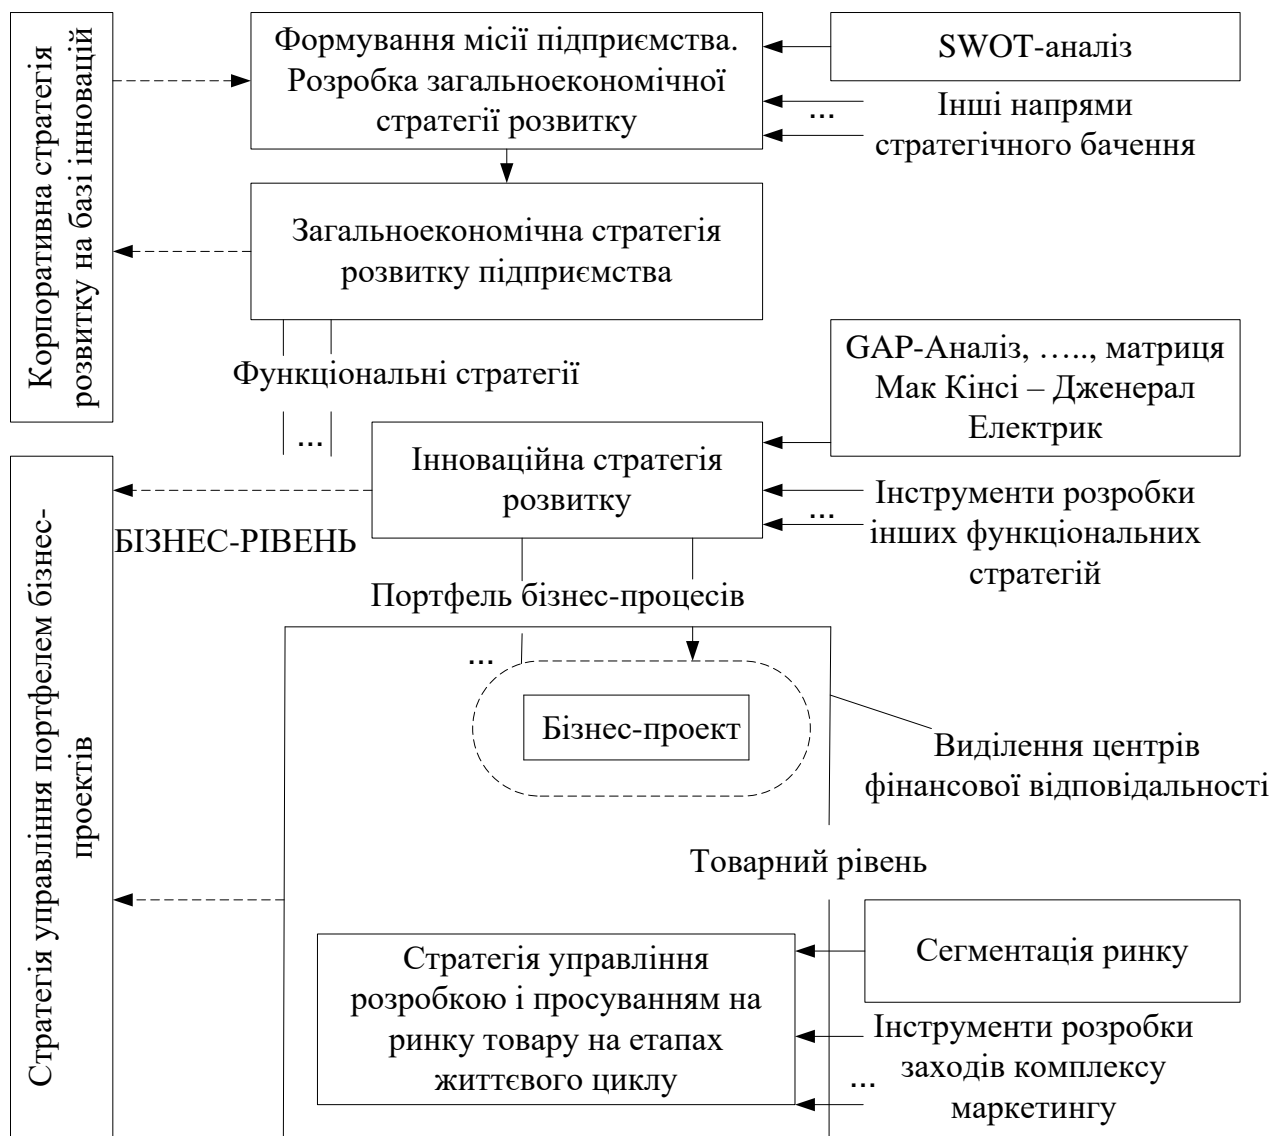 Корпоративна стратегія
розвитку на базі інновацій
Формування місії підприємства.
Розробка загальноекономічної
стратегії розвитку
SWOT-аналіз
...
Інші напрями
стратегічного бачення
Загальноекономічна стратегія
розвитку підприємства
Функціональні стратегії
...
GAP-Аналіз, ….., матриця
Мак Кінсі – Дженерал
Електрик
Інноваційна стратегія
розвитку
...
Інструменти розробки
інших функціональних
стратегій
БІЗНЕС-РІВЕНЬ
Стратегія управління портфелем бізнес-
проектів
Портфель бізнес-процесів
...
Бізнес-проект
Виділення центрів
фінансової відповідальності
Товарний рівень
Стратегія управління
розробкою і просуванням на
ринку товару на етапах
життєвого циклу
Сегментація ринку
...
Інструменти розробки
заходів комплексу
маркетингу